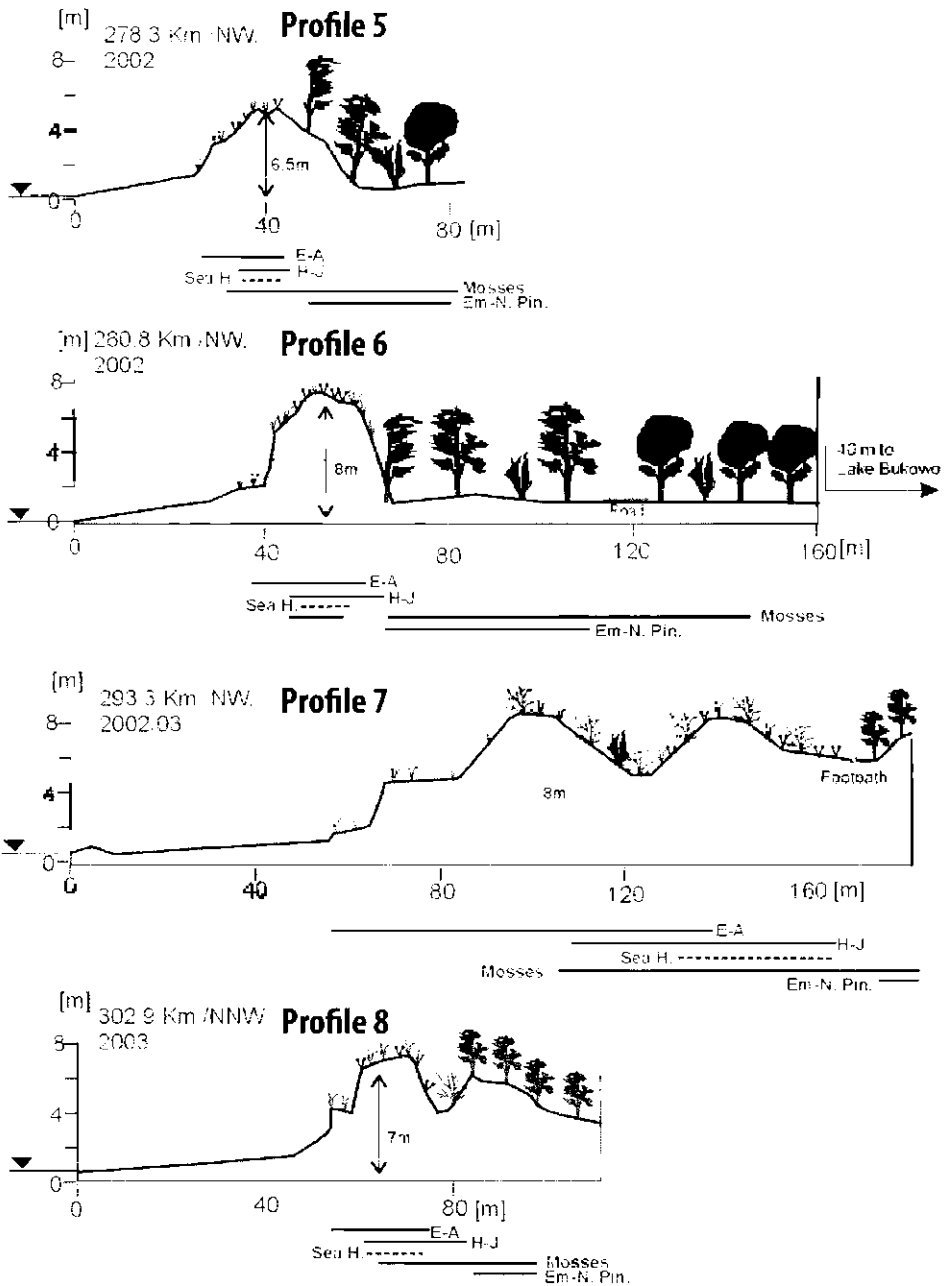 [m]
278.3 Km /NW. Profile 5
2002
8
4
6.5m
0
0 40 80 [m]
E-A
H-J
Sea H.
Mosses
Em-N. Pin.
[m] 280.8 Km /NW. Profile 6
2002
8
4
8m
40 m to
Lake Bukowo
0
Road
0 40 80 120 160 [m]
E-A
H-J
Sea H.
Mosses
Em-N. Pin.
[m]
293.3 Km NW. Profile 7
2002.03
8
Footpath
4
8m
0
0 40 80 120 160 [m]
E-A
H-J
Sea H.
Mosses
Em-N. Pin.
[m]
302.9 Km /NNW Profile 8
2003
8
4
7m
0
0 40 80 [m]
E-A
H-J
Sea H.
Mosses
Em-N. Pin.